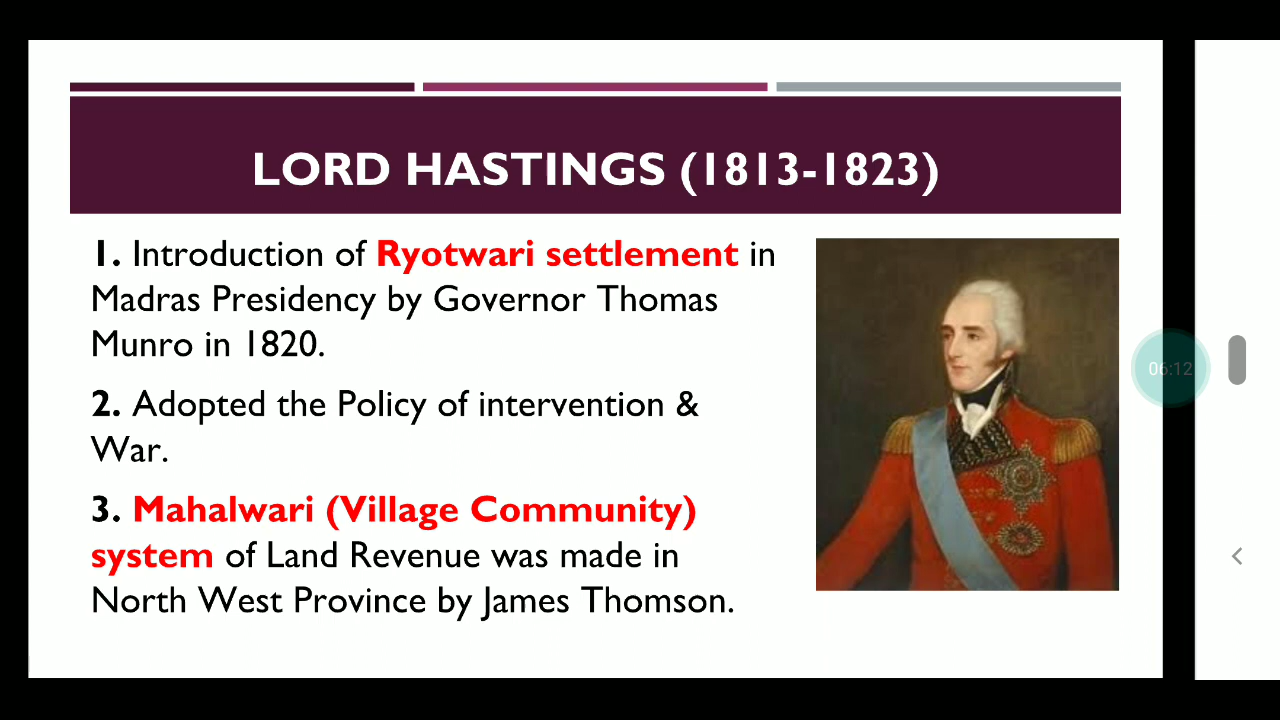 LORD HASTINGS (1813-1823)
1. Introduction of Ryotwari settlement in
Madras Presidency by Governor Thomas
Munro in 1820.
2. Adopted the Policy of intervention &
War.
3. Mahalwari (Village Community)
system of Land Revenue was made in
North West Province by James Thomson.
06:12